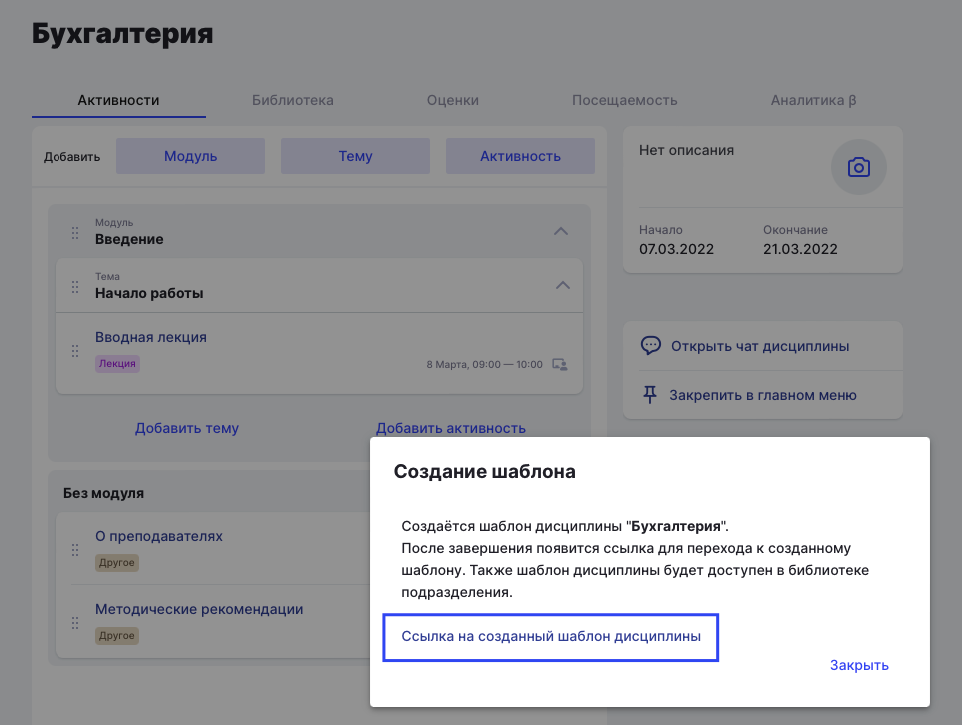 Бухгалтерия
Активности
Библиотека
Оценки
Посещаемость
Аналитика β
Добавить
Модуль
Тему
Активность
Нет описания
Начало
Окончание
07.03.2022
21.03.2022
Модуль
Введение
Тема
Начало работы
Вводная лекция
Лекция
8 Марта, 09:00 — 10:00
Открыть чат дисциплины
Закрепить в главном меню
Добавить тему
Добавить активность
Без модуля
О преподавателях
Другое
Методические рекомендации
Другое
Создание шаблона
Создаётся шаблон дисциплины "Бухгалтерия".
После завершения появится ссылка для перехода к созданному
шаблону. Также шаблон дисциплины будет доступен в библиотеке
подразделения.
Ссылка на созданный шаблон дисциплины
Закрыть